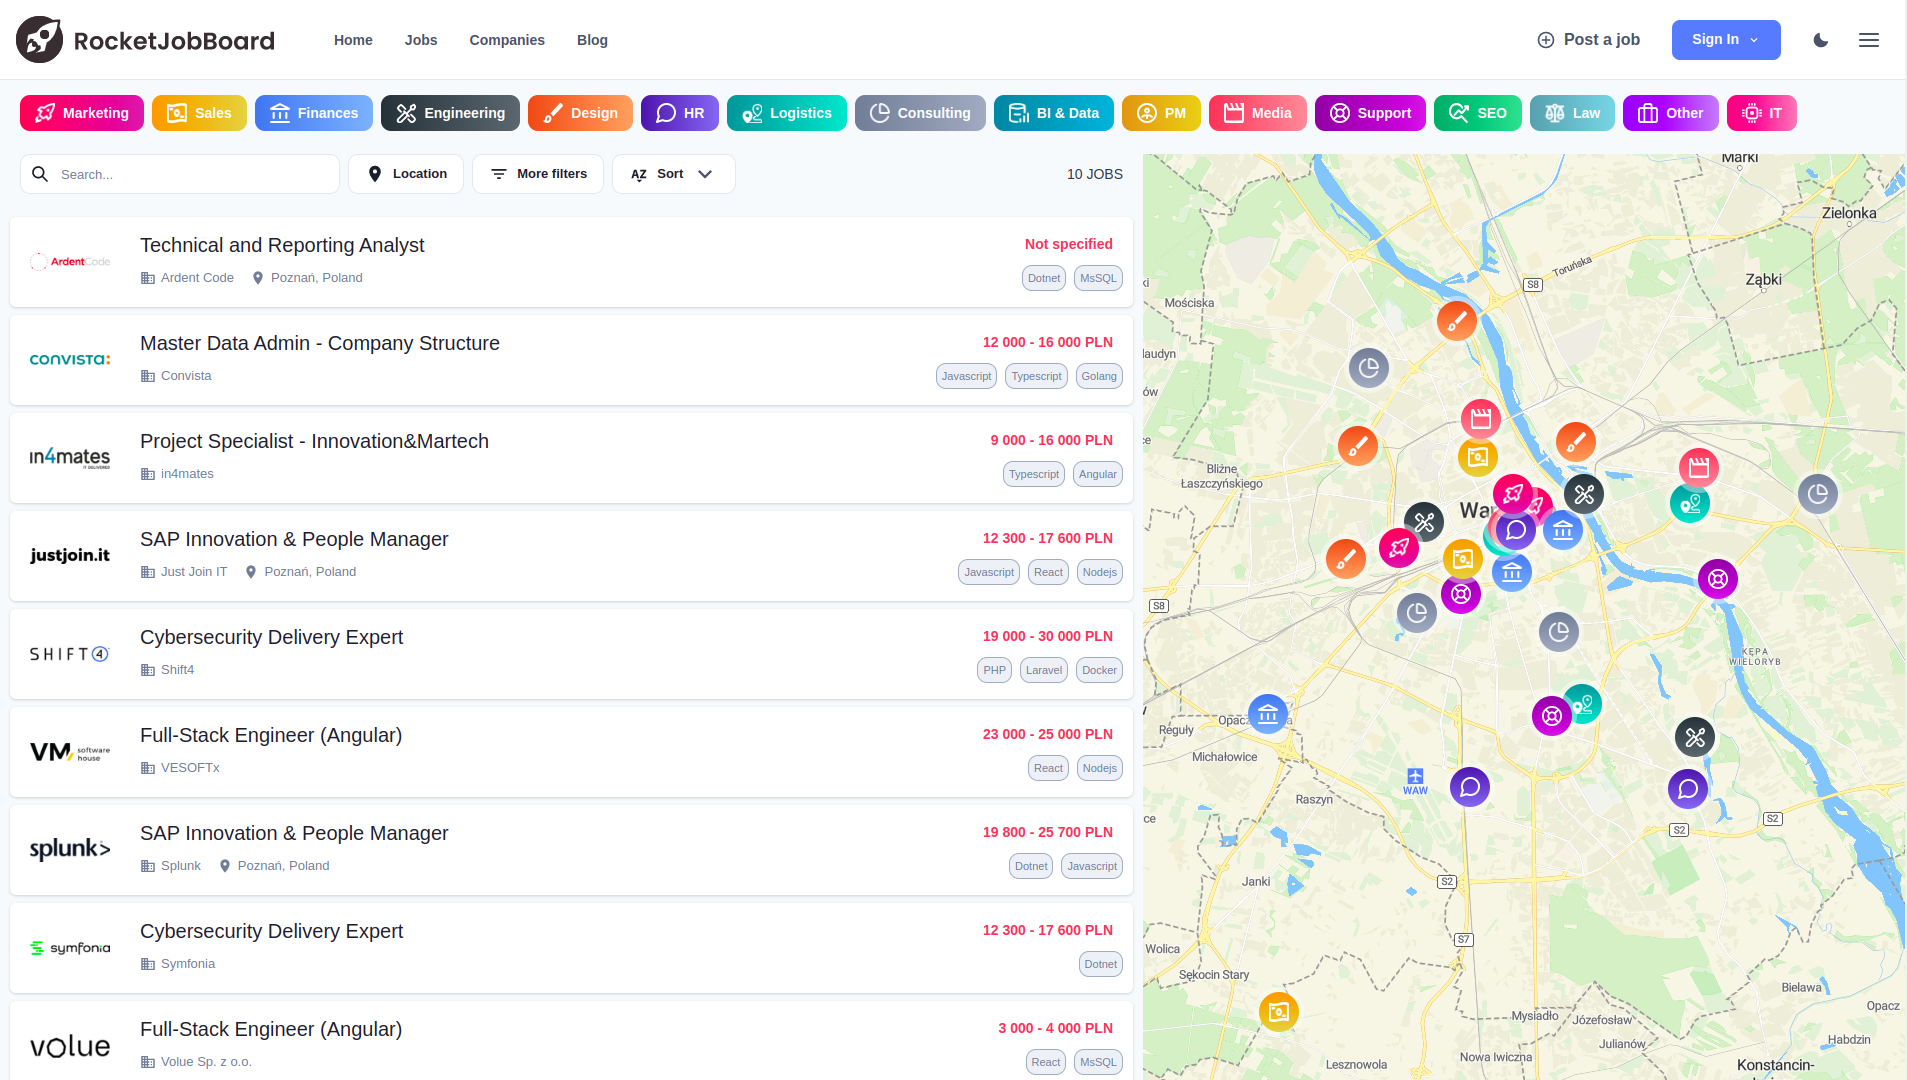 RocketJobBoard
Home
Jobs
Companies
Blog
Post a job
Sign In
Marketing
Sales
Finances
Engineering
Design
HR
Logistics
Consulting
BI & Data
PM
Media
Support
SEO
Law
Other
IT
Search...
Location
More filters
AZ Sort
10 JOBS
ArdentCode
Technical and Reporting Analyst
Not specified
Ardent Code
Poznań, Poland
Dotnet
MsSQL
convista:
Master Data Admin - Company Structure
12 000 - 16 000 PLN
Convista
Javascript
Typescript
Golang
in4mates
IT DELIVERED
Project Specialist - Innovation&Martech
9 000 - 16 000 PLN
in4mates
Typescript
Angular
justjoin.it
SAP Innovation & People Manager
12 300 - 17 600 PLN
Just Join IT
Poznań, Poland
Javascript
React
Nodejs
SHIFT 4
Cybersecurity Delivery Expert
19 000 - 30 000 PLN
Shift4
PHP
Laravel
Docker
VM software
house
Full-Stack Engineer (Angular)
23 000 - 25 000 PLN
VESOFTx
React
Nodejs
splunk>
SAP Innovation & People Manager
19 800 - 25 700 PLN
Splunk
Poznań, Poland
Dotnet
Javascript
symfonia
Cybersecurity Delivery Expert
12 300 - 17 600 PLN
Symfonia
Dotnet
volue
Full-Stack Engineer (Angular)
3 000 - 4 000 PLN
Volue Sp. z o.o.
React
MsSQL
Marki
Zielonka
Toruńska
Ząbki
S8
ki
Mościska
laudyn
ów
ce
Bliźne
Łaszczyńskiego
War
S8
KĘPA
WIELORYB
Reguły
Michałowice
WAW
Raszyn
ce
S2
S2
Janki
S2
S7
Wolica
Sękocin Stary
Bielawa
Opacz
Mysiadło
Józefosław
Julianów
Habdzin
Nowa Iwiczna
Lesznowola
Konstancin-